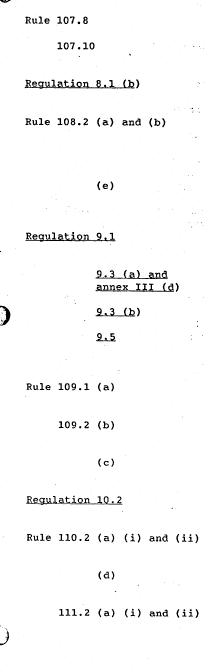 Rule 107.8
107.10
Regulation 8.1 (b)
Rule 108.2 (a) and (b)
(e)
Regulation 9.1
9.3 (a) and
annex III (d)
9.3 (b)
9.5
Rule 109.1 (a)
109.2 (b)
(c)
Regulation 10.2
Rule 110.2 (a) (i) and (ii)
(d)
111.2 (a) (i) and (ii)